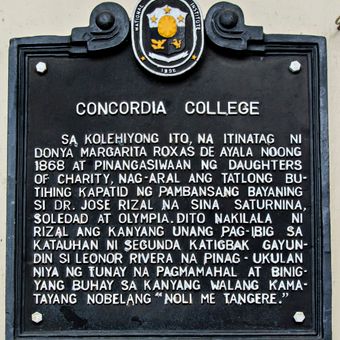 CONCORDIA COLLEGE
SA KOLEHIYONG ITO, NA ITINATAG NI
DONYA MARGARITA ROXAS DE AYALA NOONG
1868 AT PINANGASIWAAN NG DAUGHTERS
OF CHARITY, NAG-ARAL ANG TATLONG BU-
TIHING KAPATID NG PAMBANSANG BAYANING
SI DR. JOSE RIZAL NA SINA SATURNINA,
SOLEDAD AT OLYMPIA. DITO NAKILALA NI
RIZAL ANG KANYANG UNANG PAG-IBIG SA
KATAUHAN NI SEGUNDA KATIGBAK GAYUN-
DIN SI LEONOR RIVERA NA PINAG-UKULAN
NIYA NG TUNAY NA PAGMAMAHAL AT BINIG-
YANG BUHAY SA KANYANG WALANG KAMA-
TAYANG NOBELANG "NOLI ME TANGERE."